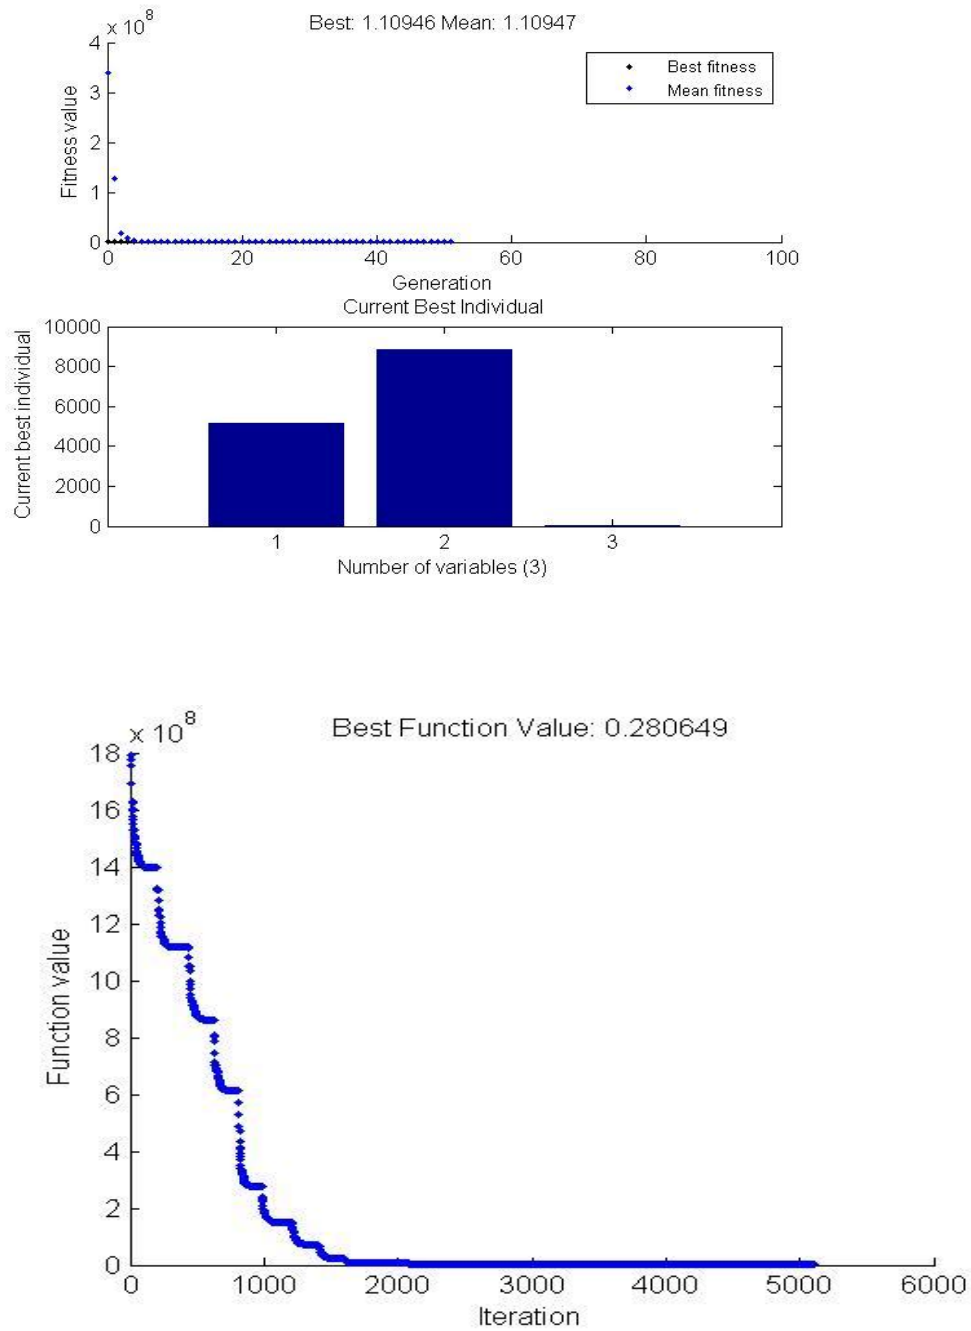 Best: 1.10946 Mean: 1.10947
x 10^8
4
3
2
1
0
Fitness value
Best fitness
Mean fitness
0 20 40 60 80 100
Generation
Current Best Individual
10000
8000
6000
4000
2000
0
Current best individual
1 2 3
Number of variables (3)
Best Function Value: 0.280649
x 10^8
18
16
14
12
10
8
6
4
2
0
Function value
0 1000 2000 3000 4000 5000 6000
Iteration